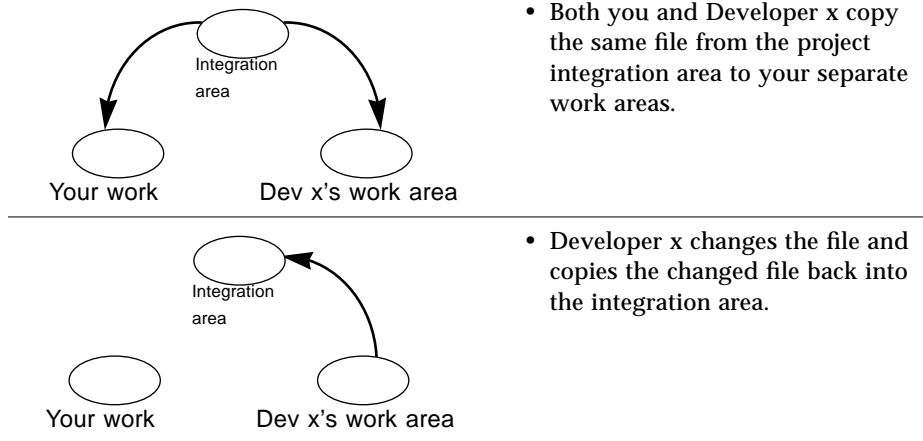 Integration
area
Your work
Dev x's work area
• Both you and Developer x copy
the same file from the project
integration area to your separate
work areas.
Integration
area
Your work
Dev x's work area
• Developer x changes the file and
copies the changed file back into
the integration area.